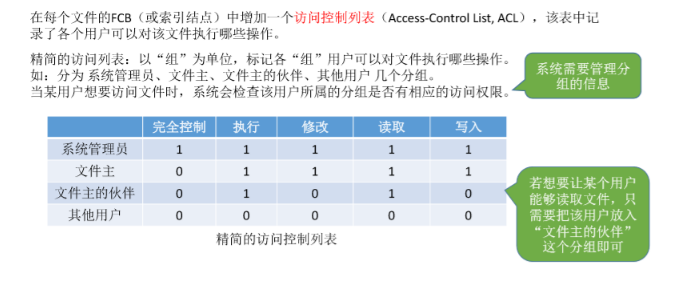 在每个文件的FCB（或索引结点）中增加一个访问控制列表（Access-Control List, ACL），该表中记
录了各个用户可以对该文件执行哪些操作。
精简的访问列表：以“组”为单位，标记各“组”用户可以对文件执行哪些操作。
如：分为 系统管理员、文件主、文件主的伙伴、其他用户 几个分组。
当某用户想要访问文件时，系统会检查该用户所属的分组是否有相应的访问权限。
系统需要管理分
组的信息
完全控制 执行 修改 读取 写入
系统管理员 1 1 1 1 1
文件主 0 1 1 1 1
文件主的伙伴 0 1 0 1 0
其他用户 0 0 0 0 0
精简的访问控制列表
若想要让某个用户
能够读取文件，只
需要把该用户放入
“文件主的伙伴”
这个分组即可